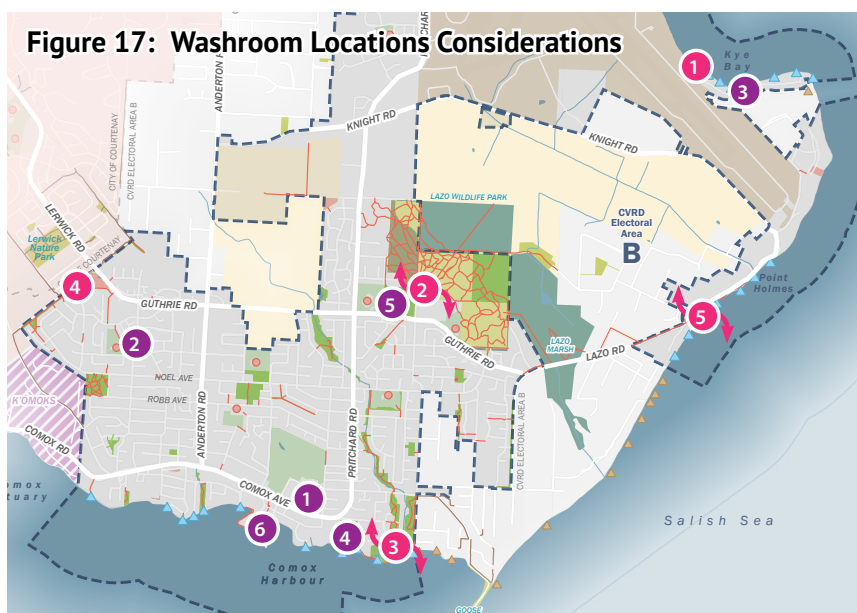 Figure 17: Washroom Locations Considerations
Kye
Bay
1
3
ANDERTON RD
KNIGHT RD
KNIGHT RD
CITY OF COURTENAY
CVRD ELECTORAL AREA B
LERWICK RD
Lerwick
Nature
Park
LAZO WILDLIFE PARK
CVRD
Electoral
Area
B
COURTENAY
4
GUTHRIE RD
5
2
Point
Holmes
5
2
GUTHRIE RD
LAZO
MARSH
LAZO RD
NOEL AVE
ROBB AVE
K'ÓMOKS
COMOX RD
ANDERTON RD
PRITCHARD RD
CVRD ELECTORAL AREA B
COMOX AVE
1
6
4
3
Salish Sea
Comox
Harbour
GOOSE